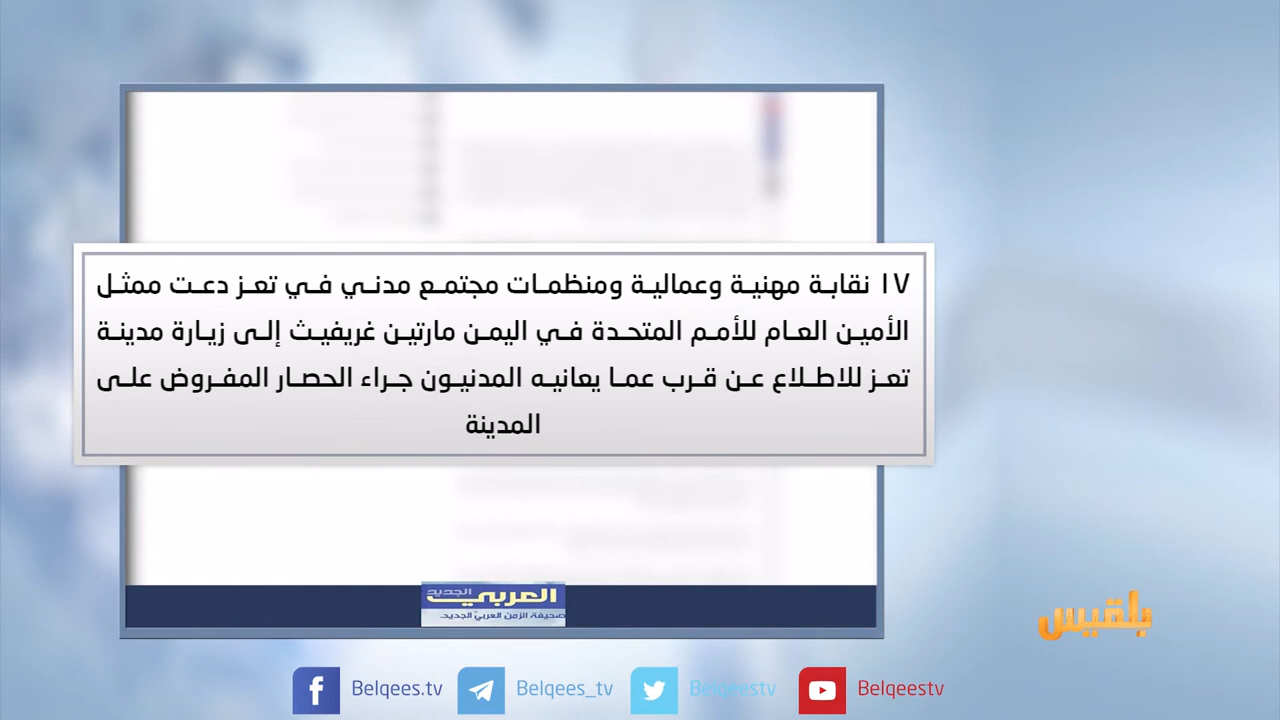 ١٧ نقابة مهنية وعمالية ومنظمات مجتمع مدني في تعز دعت ممثل
الأمين العام للأمم المتحدة في اليمن مارتين غريفيث إلى زيارة مدينة
تعز للاطلاع عن قرب عما يعانيه المدنيون جراء الحصار المفروض على
المدينة
العربي الجديد
صحيفة الزمن العربيّ الجديد.
بلقيس
Belqees.tv
Belqees_tv
Belqeestv
Belqeestv